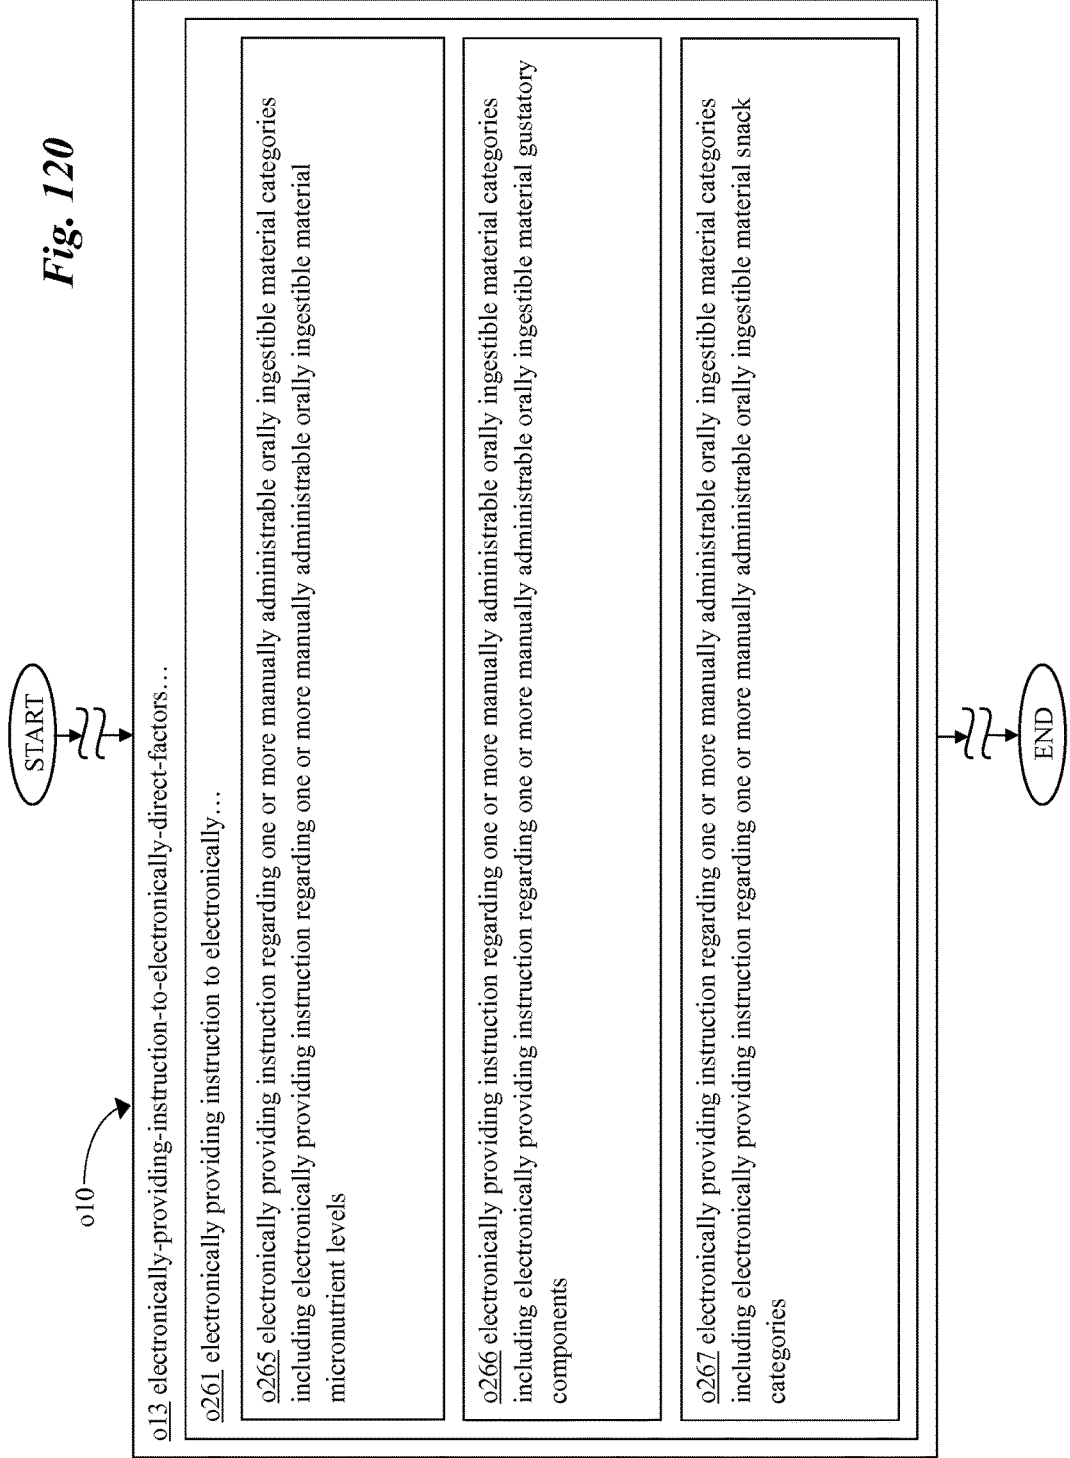 Fig. 120
START
o10
o13 electronically-providing-instruction-to-electronically-direct-factors…
o261 electronically providing instruction to electronically…
o265 electronically providing instruction regarding one or more manually administrable orally ingestible material categories
including electronically providing instruction regarding one or more manually administrable orally ingestible material
micronutrient levels
o266 electronically providing instruction regarding one or more manually administrable orally ingestible material categories
including electronically providing instruction regarding one or more manually administrable orally ingestible material gustatory
components
o267 electronically providing instruction regarding one or more manually administrable orally ingestible material categories
including electronically providing instruction regarding one or more manually administrable orally ingestible material snack
categories
END